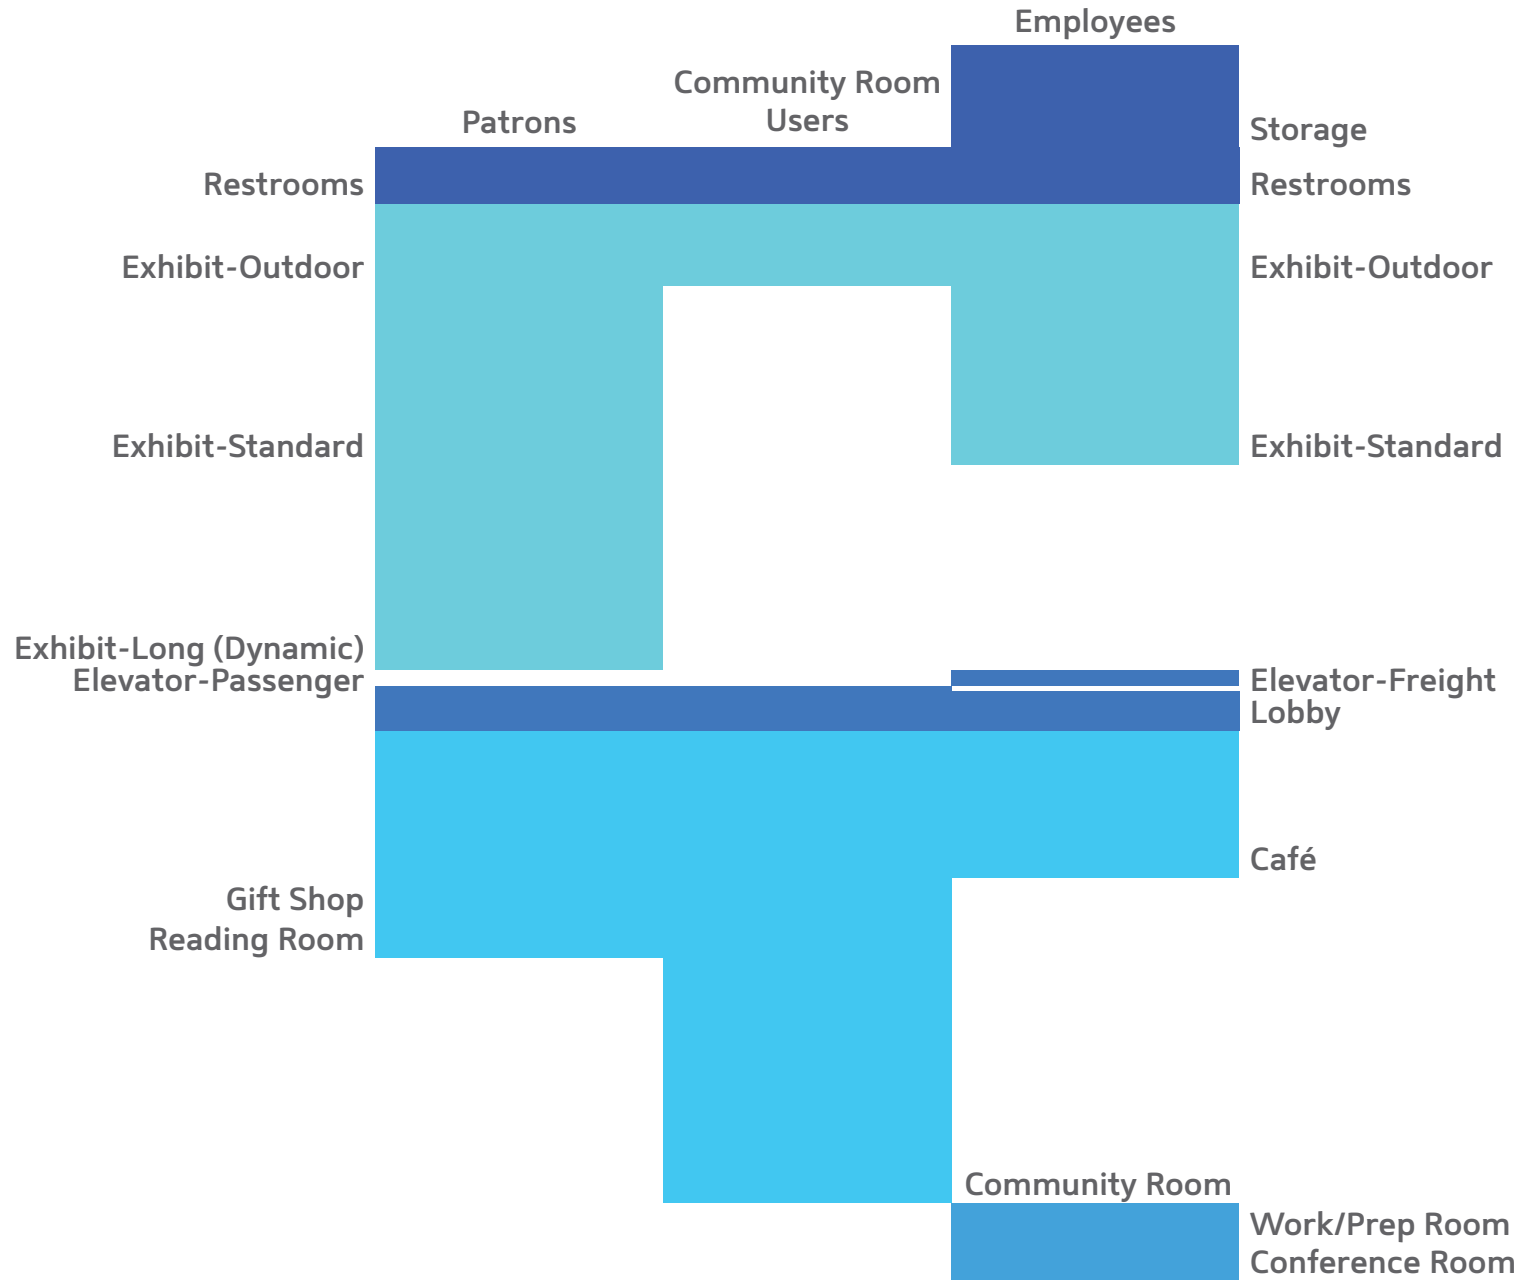 Employees
Community Room
Users
Patrons
Storage
Restrooms
Restrooms
Exhibit-Outdoor
Exhibit-Outdoor
Exhibit-Standard
Exhibit-Standard
Exhibit-Long (Dynamic)
Elevator-Passenger
Elevator-Freight
Lobby
Café
Gift Shop
Reading Room
Community Room
Work/Prep Room
Conference Room